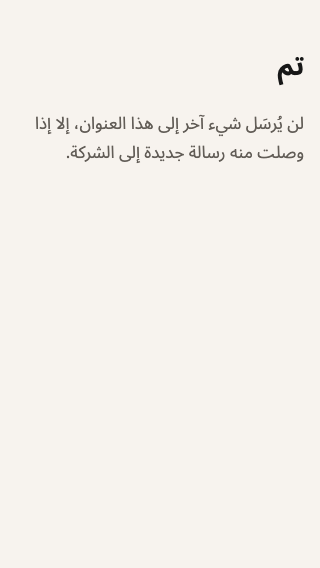 تم
لن يُرسَل شيء آخر إلى هذا العنوان، إلا إذا
وصلت منه رسالة جديدة إلى الشركة.